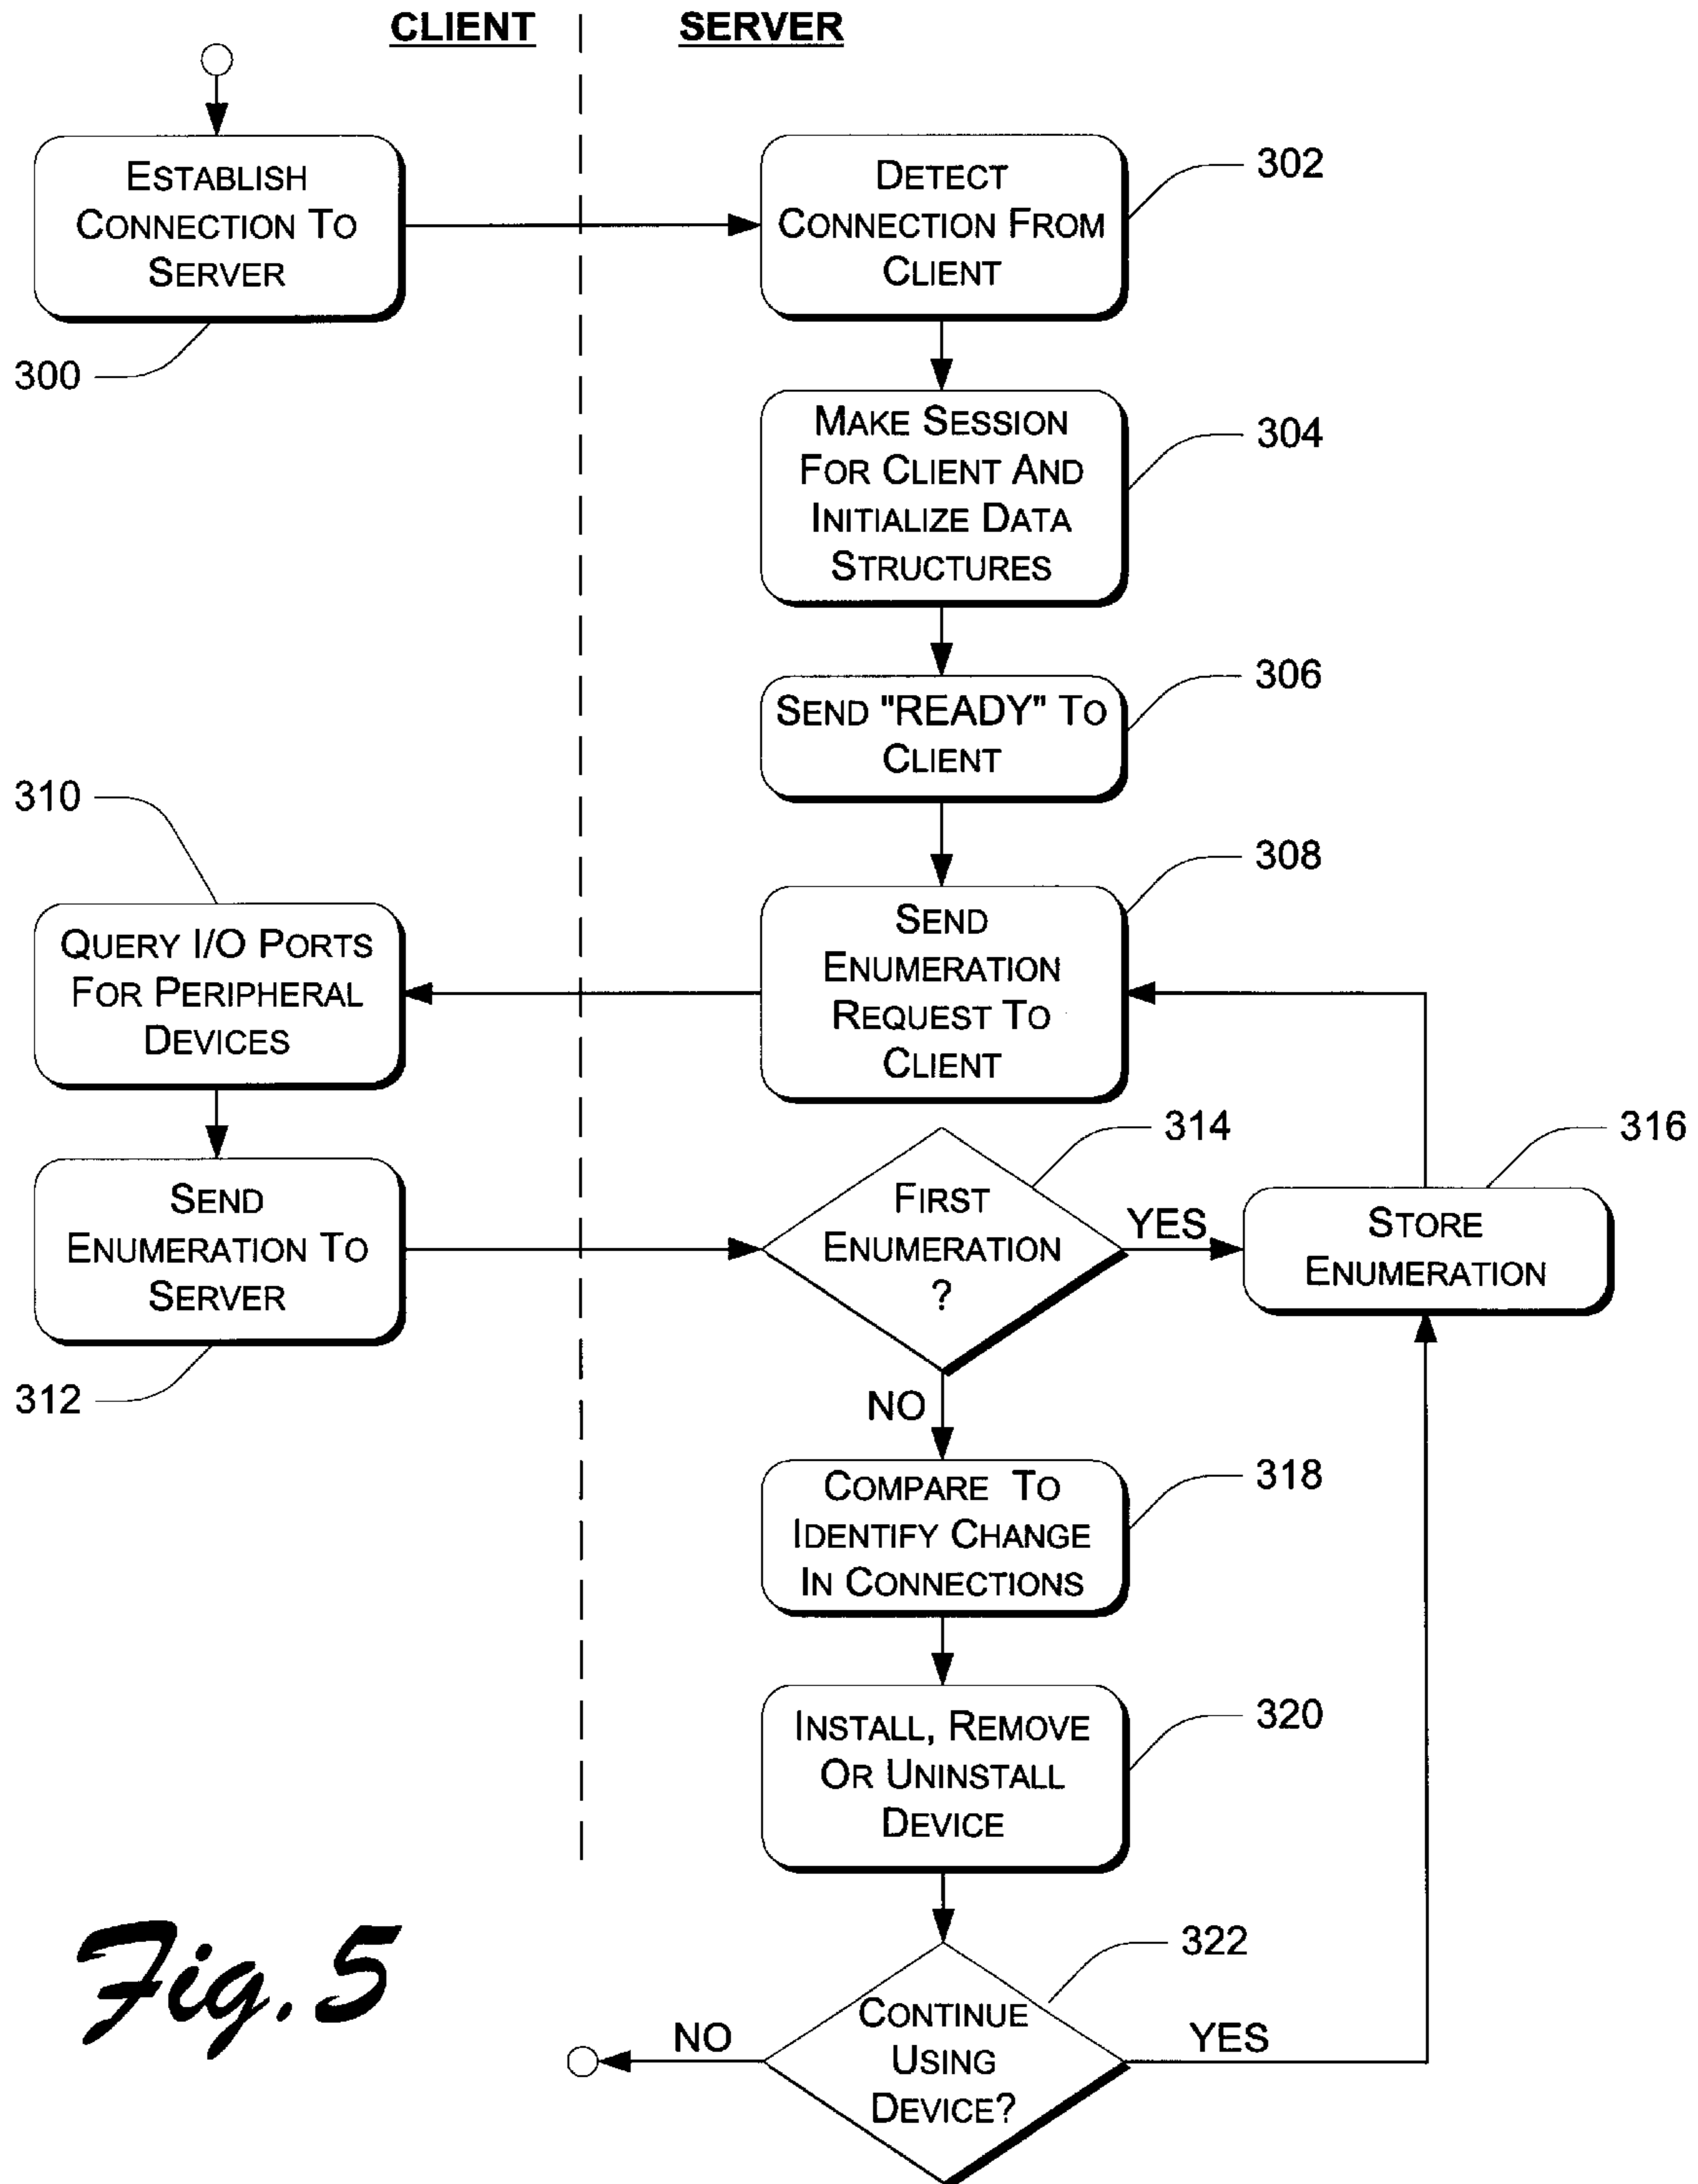 CLIENT
SERVER
ESTABLISH
CONNECTION TO
SERVER
300
DETECT
CONNECTION FROM
CLIENT
302
MAKE SESSION
FOR CLIENT AND
INITIALIZE DATA
STRUCTURES
304
SEND "READY" TO
CLIENT
306
SEND
ENUMERATION
REQUEST TO
CLIENT
308
310
QUERY I/O PORTS
FOR PERIPHERAL
DEVICES
SEND
ENUMERATION TO
SERVER
312
FIRST
ENUMERATION
?
314
YES
NO
STORE
ENUMERATION
316
COMPARE TO
IDENTIFY CHANGE
IN CONNECTIONS
318
INSTALL, REMOVE
OR UNINSTALL
DEVICE
320
CONTINUE
USING
DEVICE?
322
NO
YES
Fig. 5